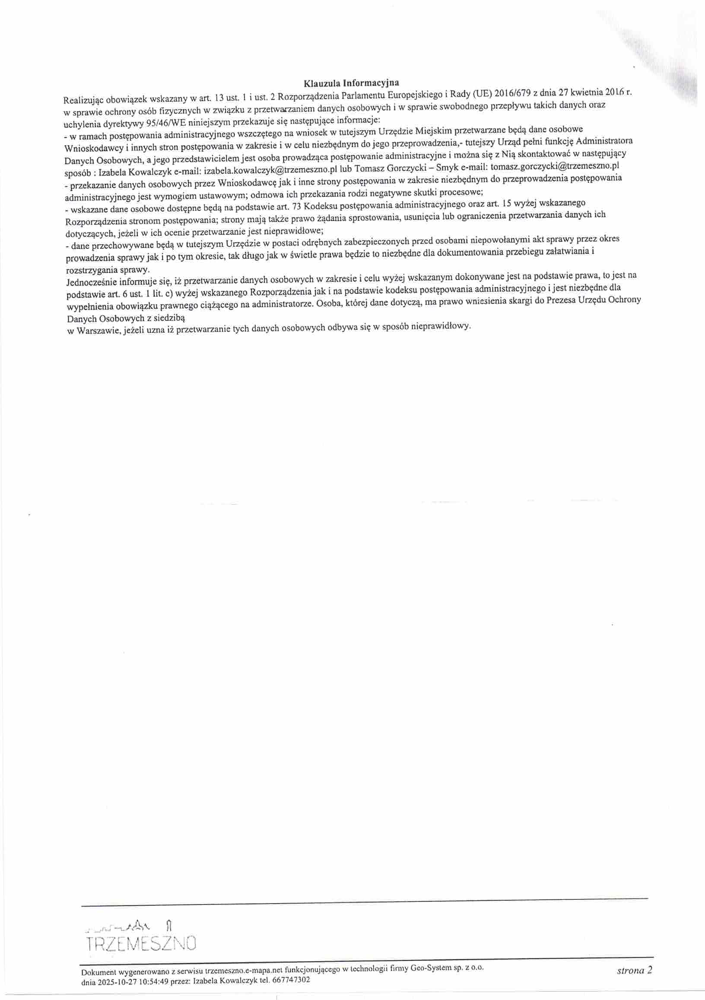 Klauzula Informacyjna
Realizując obowiązek wskazany w art. 13 ust. 1 i ust. 2 Rozporządzenia Parlamentu Europejskiego i Rady (UE) 2016/679 z dnia 27 kwietnia 2016 r.
w sprawie ochrony osób fizycznych w związku z przetwarzaniem danych osobowych i w sprawie swobodnego przepływu takich danych oraz
uchylenia dyrektywy 95/46/WE niniejszym przekazuje się następujące informacje:
- w ramach postępowania administracyjnego wszczętego na wniosek w tutejszym Urzędzie Miejskim przetwarzane będą dane osobowe
Wnioskodawcy i innych stron postępowania w zakresie i w celu niezbędnym do jego przeprowadzenia,- tutejszy Urząd pełni funkcję Administratora
Danych Osobowych, a jego przedstawicielem jest osoba prowadząca postępowanie administracyjne i można się z Nią skontaktować w następujący
sposób : Izabela Kowalczyk e-mail: izabela.kowalczyk@trzemeszno.pl lub Tomasz Gorczycki – Smyk e-mail: tomasz.gorczycki@trzemeszno.pl
- przekazanie danych osobowych przez Wnioskodawcę jak i inne strony postępowania w zakresie niezbędnym do przeprowadzenia postępowania
administracyjnego jest wymogiem ustawowym; odmowa ich przekazania rodzi negatywne skutki procesowe;
- wskazane dane osobowe dostępne będą na podstawie art. 73 Kodeksu postępowania administracyjnego oraz art. 15 wyżej wskazanego
Rozporządzenia stronom postępowania; strony mają także prawo żądania sprostowania, usunięcia lub ograniczenia przetwarzania danych ich
dotyczących, jeżeli w ich ocenie przetwarzanie jest nieprawidłowe;
- dane przechowywane będą w tutejszym Urzędzie w postaci odrębnych zabezpieczonych przed osobami niepowołanymi akt sprawy przez okres
prowadzenia sprawy jak i po tym okresie, tak długo jak w świetle prawa będzie to niezbędne dla dokumentowania przebiegu załatwiania i
rozstrzygania sprawy.
Jednocześnie informuje się, iż przetwarzanie danych osobowych w zakresie i celu wyżej wskazanym dokonywane jest na podstawie prawa, to jest na
podstawie art. 6 ust. 1 lit. c) wyżej wskazanego Rozporządzenia jak i na podstawie kodeksu postępowania administracyjnego i jest niezbędne dla
wypełnienia obowiązku prawnego ciążącego na administratorze. Osoba, której dane dotyczą, ma prawo wniesienia skargi do Prezesa Urzędu Ochrony
Danych Osobowych z siedzibą
w Warszawie, jeżeli uzna iż przetwarzanie tych danych osobowych odbywa się w sposób nieprawidłowy.
TRZEMESZNO
Dokument wygenerowano z serwisu trzemeszno.e-mapa.net funkcjonującego w technologii firmy Geo-System sp. z o.o.
dnia 2025-10-27 10:54:49 przez: Izabela Kowalczyk tel. 667747302
strona 2